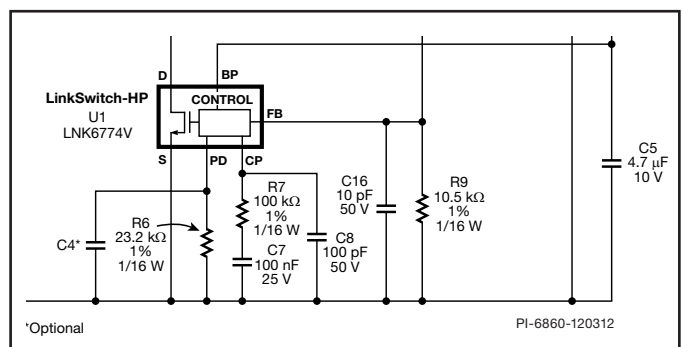 D
BP
LinkSwitch-HP
U1
LNK6774V
CONTROL
FB
S
PD
CP
C5
4.7 µF
10 V
C16
10 pF
50 V
R9
10.5 kΩ
1%
1/16 W
R7
100 kΩ
1%
1/16 W
R6
23.2 kΩ
1%
1/16 W
C4*
C8
100 pF
50 V
C7
100 nF
25 V
*Optional
PI-6860-120312